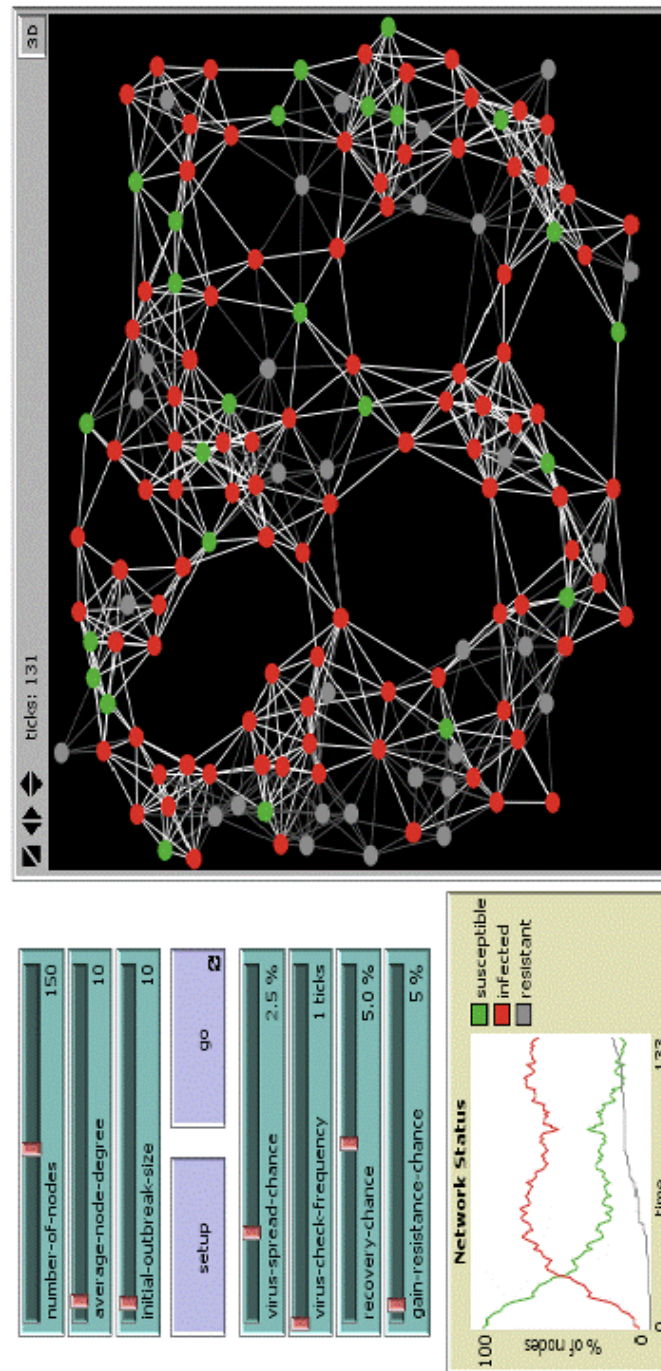 number-of-nodes 150
average-node-degree 10
initial-outbreak-size 10
setup go
virus-spread-chance 2.5 %
virus-check-frequency 1 ticks
recovery-chance 5.0 %
gain-resistance-chance 5 %
Network Status
100
% of nodes
0
0
time
133
susceptible
infected
resistant
ticks: 131
3D